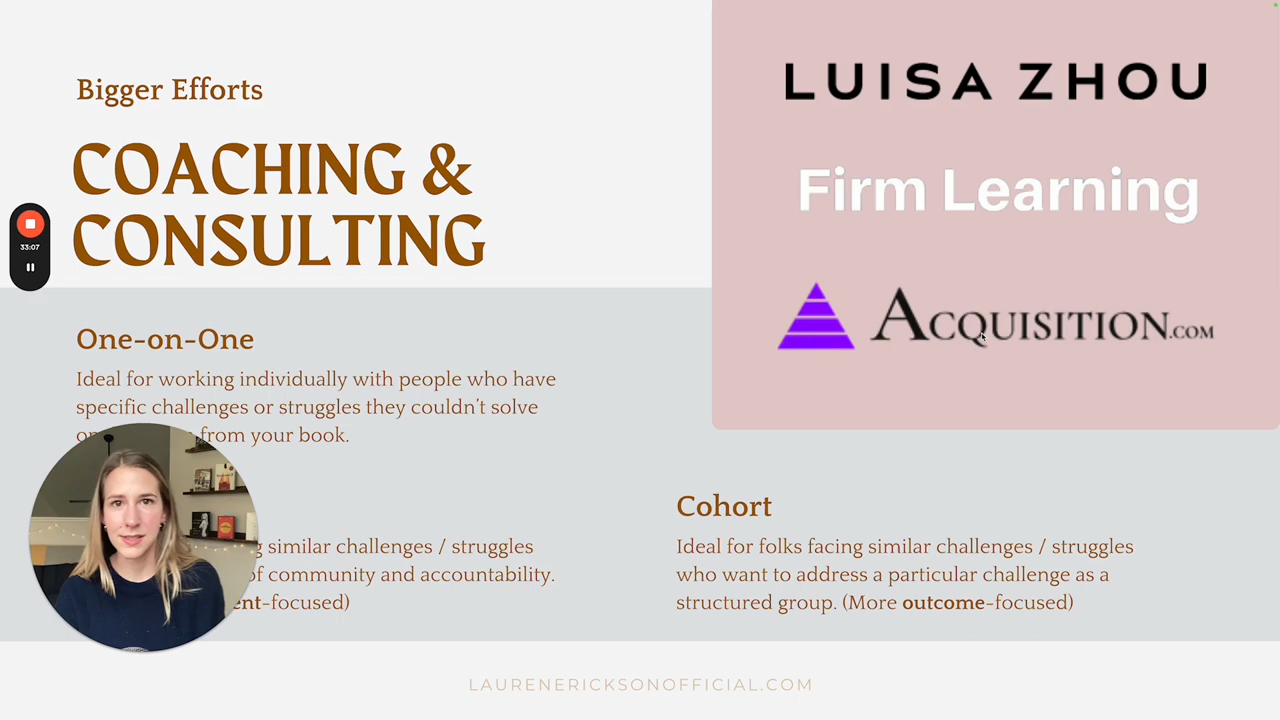 Bigger Efforts
COACHING &
CONSULTING
LUISA ZHOU
Firm Learning
ACQUISITION.COM
33:07
One-on-One
Ideal for working individually with people who have
specific challenges or struggles they couldn't solve
from your book.
similar challenges / struggles
of community and accountability.
-focused)
Cohort
Ideal for folks facing similar challenges / struggles
who want to address a particular challenge as a
structured group. (More outcome-focused)
LAURENERICKSONOFFICIAL.COM